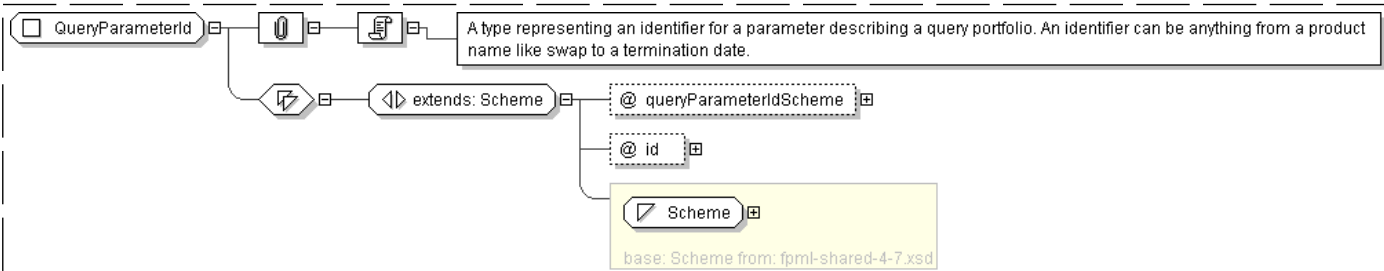 QueryParameterId
A type representing an identifier for a parameter describing a query portfolio. An identifier can be anything from a product
name like swap to a termination date.
extends: Scheme
@ queryParameterIdScheme
@ id
Scheme
base: Scheme from: fpml-shared-4-7.xsd